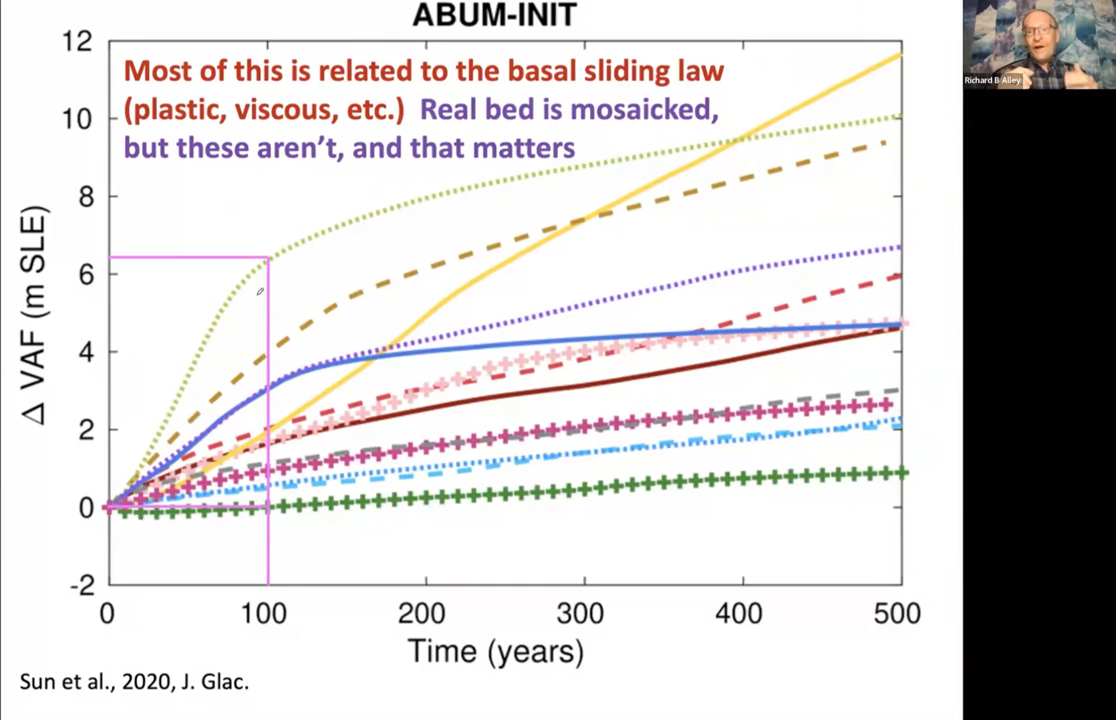 ABUM-INIT
Most of this is related to the basal sliding law
(plastic, viscous, etc.) Real bed is mosaicked,
but these aren't, and that matters
12
10
8
6
4
2
0
-2
Δ VAF (m SLE)
0 100 200 300 400 500
Time (years)
Sun et al., 2020, J. Glac.
Richard B Alley